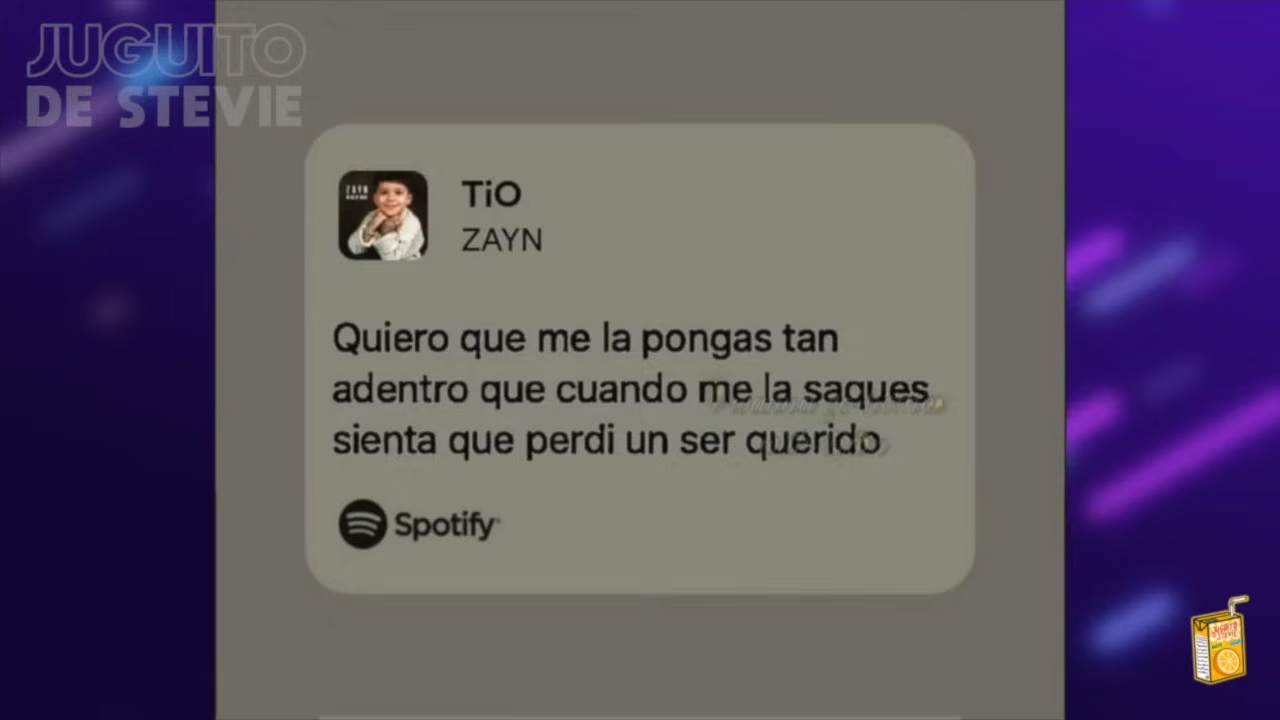 JUGUITO
DE STEVIE
TiO
ZAYN
Quiero que me la pongas tan
adentro que cuando me la saques
sienta que perdi un ser querido
Spotify